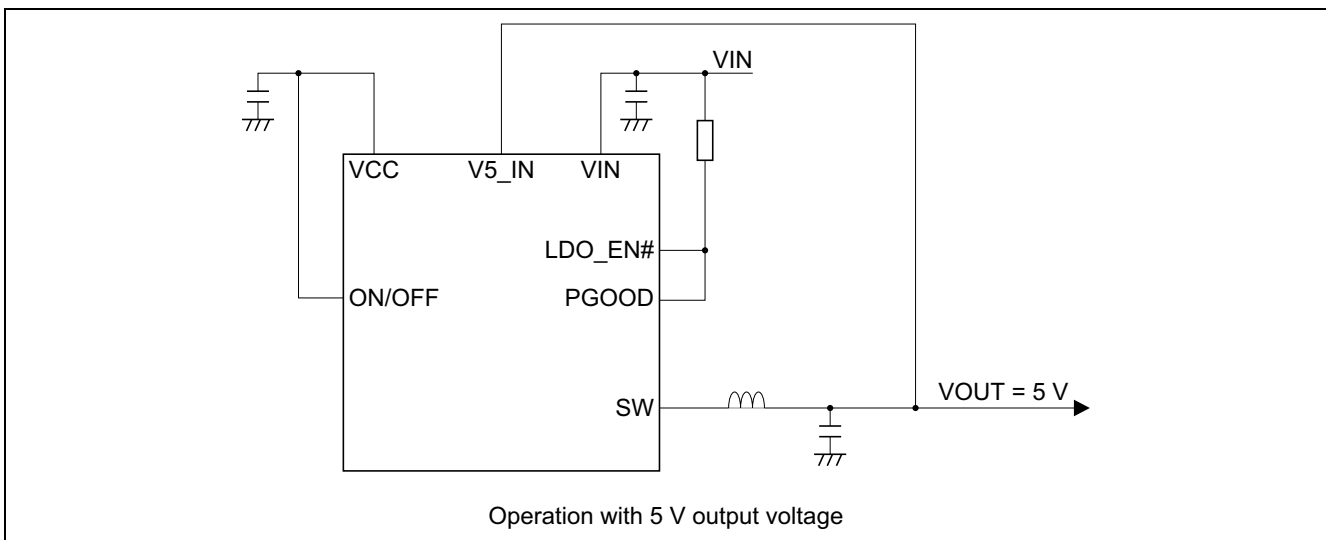 VIN
VCC
V5_IN
VIN
LDO_EN#
ON/OFF
PGOOD
SW
VOUT = 5 V
Operation with 5 V output voltage